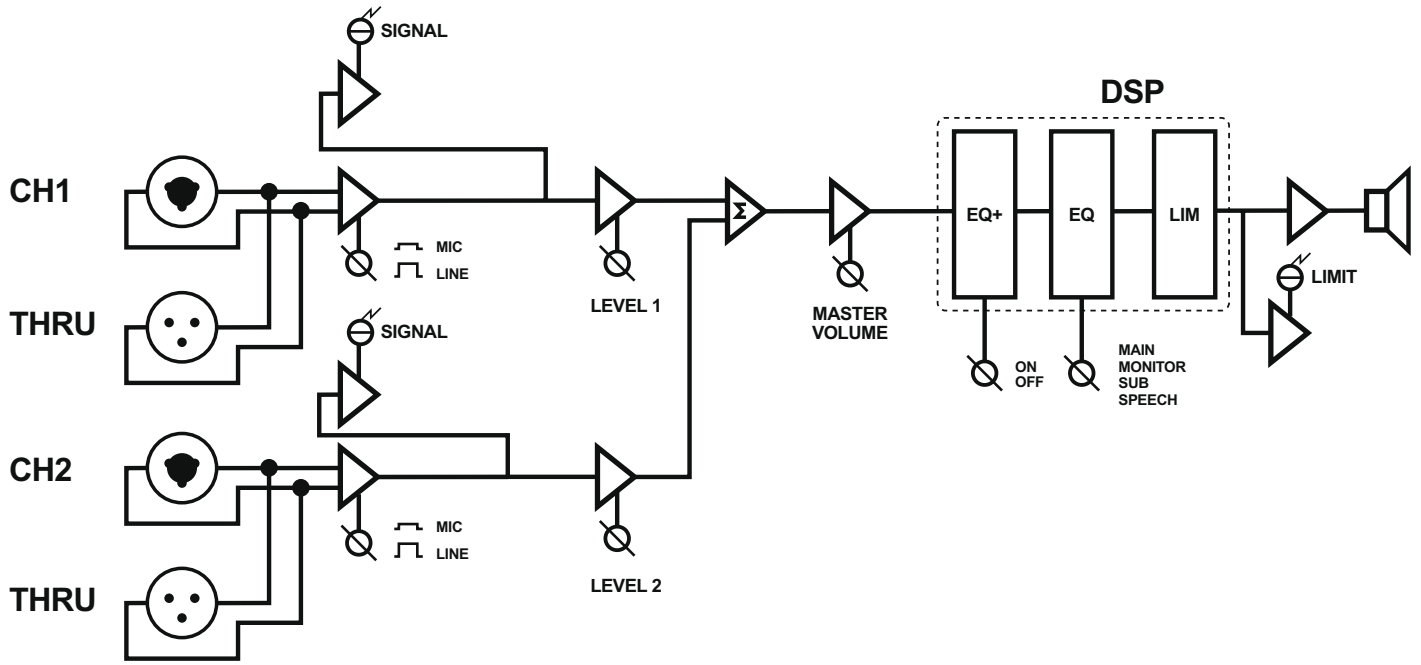 SIGNAL
DSP
CH1
Σ
EQ+
EQ
LIM
MIC
LINE
LIMIT
LEVEL 1
MASTER
VOLUME
THRU
SIGNAL
ON
OFF
MAIN
MONITOR
SUB
SPEECH
CH2
MIC
LINE
LEVEL 2
THRU